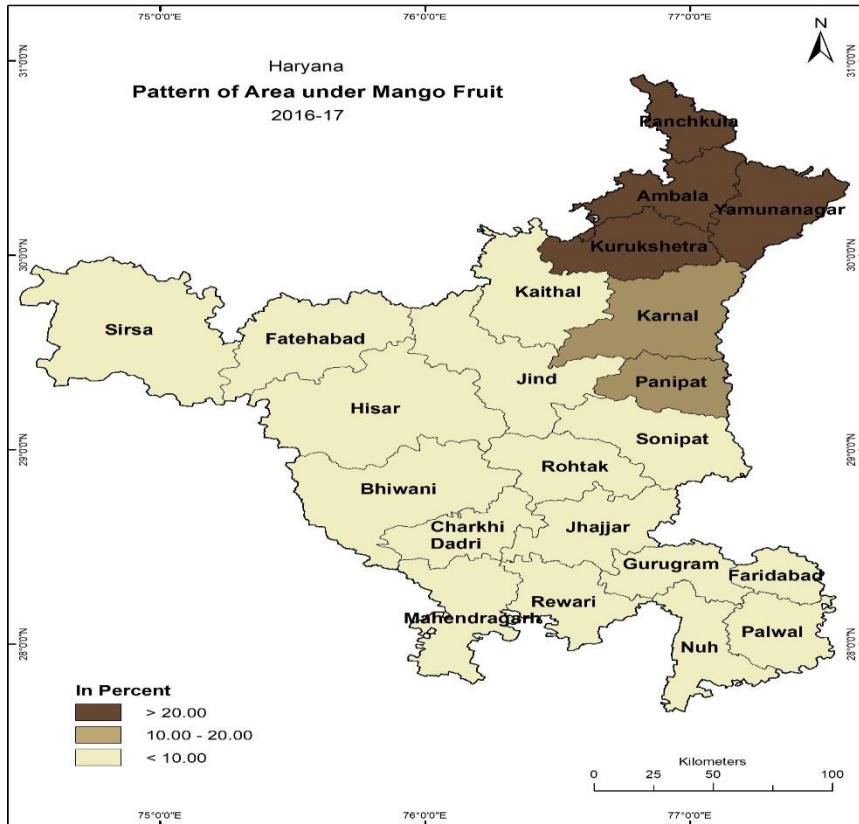 75°0'0"E 76°0'0"E 77°0'0"E
N
Haryana
Pattern of Area under Mango Fruit
2016-17
31°0'0"N
31°0'0"N
Panchkula
Ambala
Yamunanagar
Kurukshetra
30°0'0"N
30°0'0"N
Kaithal
Karnal
Sirsa
Fatehabad
Jind
Panipat
Hisar
Sonipat
29°0'0"N
29°0'0"N
Rohtak
Bhiwani
Charkhi
Dadri
Jhajjar
Gurugram
Faridabad
Rewari
Mahendragarh
Palwal
Nuh
28°0'0"N
28°0'0"N
In Percent
> 20.00
10.00 - 20.00
< 10.00
Kilometers
0 25 50 100
75°0'0"E 76°0'0"E 77°0'0"E